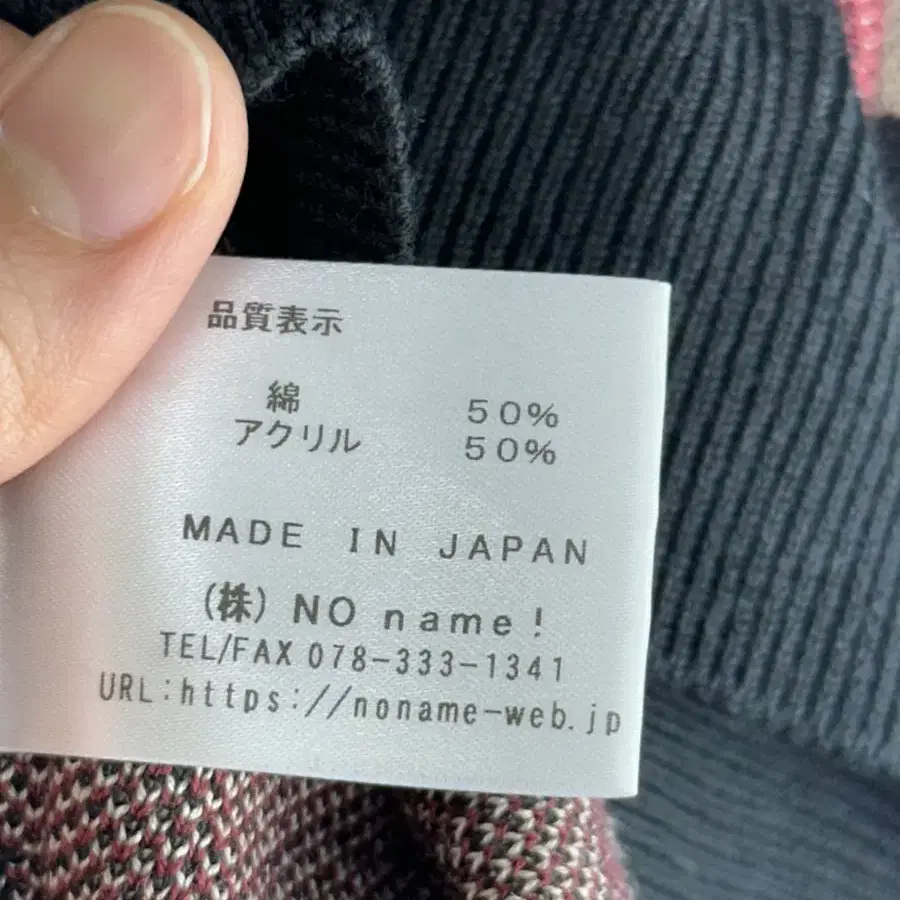 品質表示
綿 50%
アクリル 50%
MADE IN JAPAN
(株) NO name!
TEL/FAX 078-333-1341
URL:https://noname-web.jp